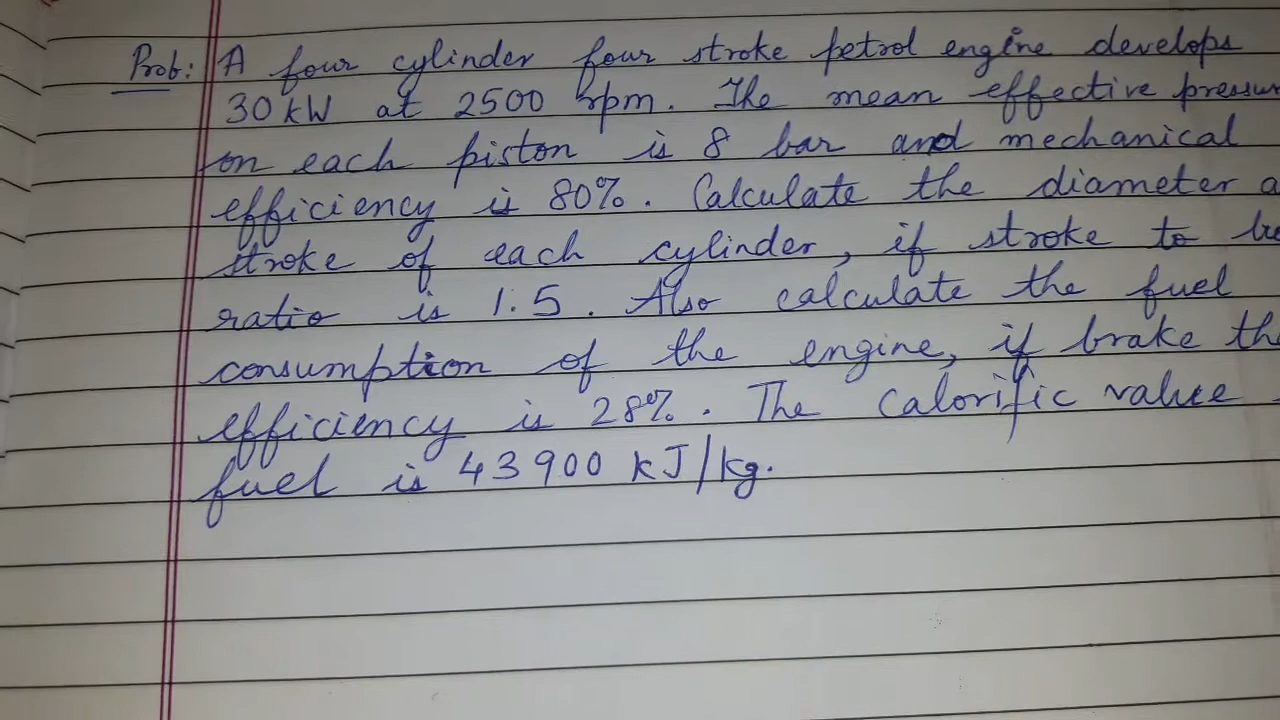 Prob: A four cylinder four stroke petrol engine develops
30 kW at 2500 rpm. The mean effective pressur
on each piston is 8 bar and mechanical
efficiency is 80%. Calculate the diameter a
stroke of each cylinder, if stroke to
ratio is 1.5. Also calculate the fuel
consumption of the engine, if brake the
efficiency is 28%. The calorific value
fuel is 43900 kJ/kg.